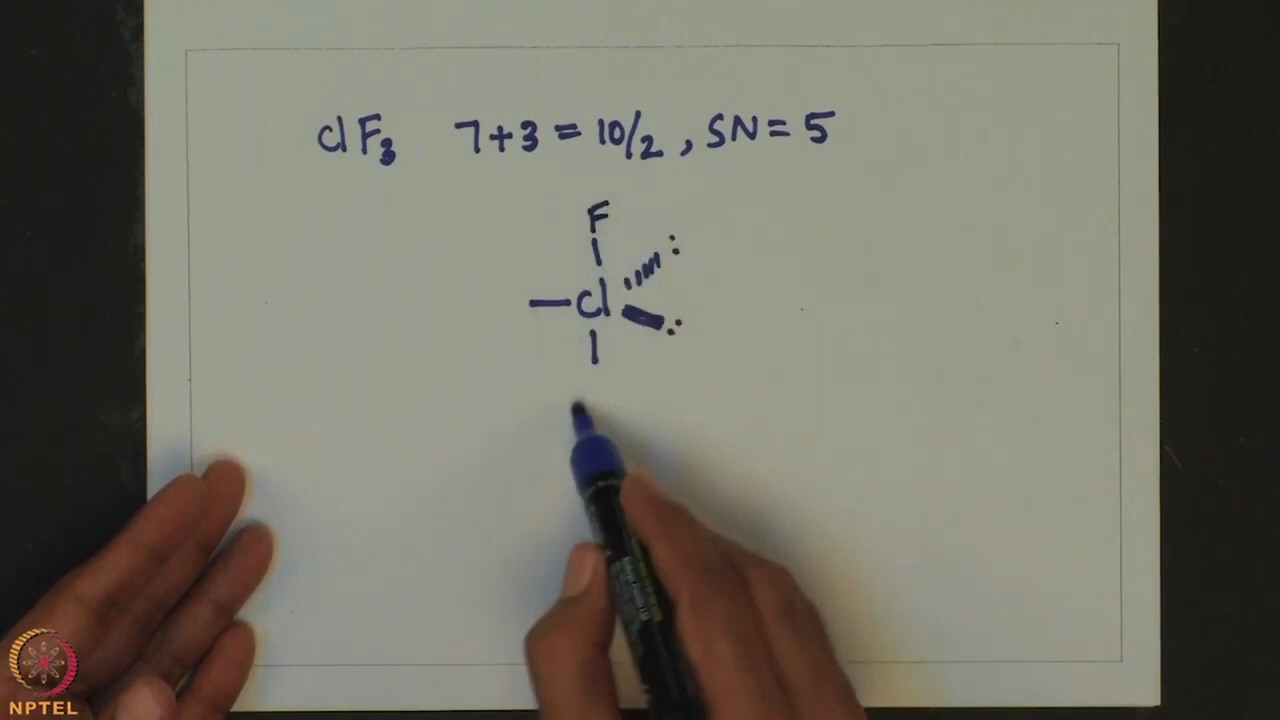 ClF₃ 7+3 = 10/2 , SN = 5
F
Cl
NPTEL